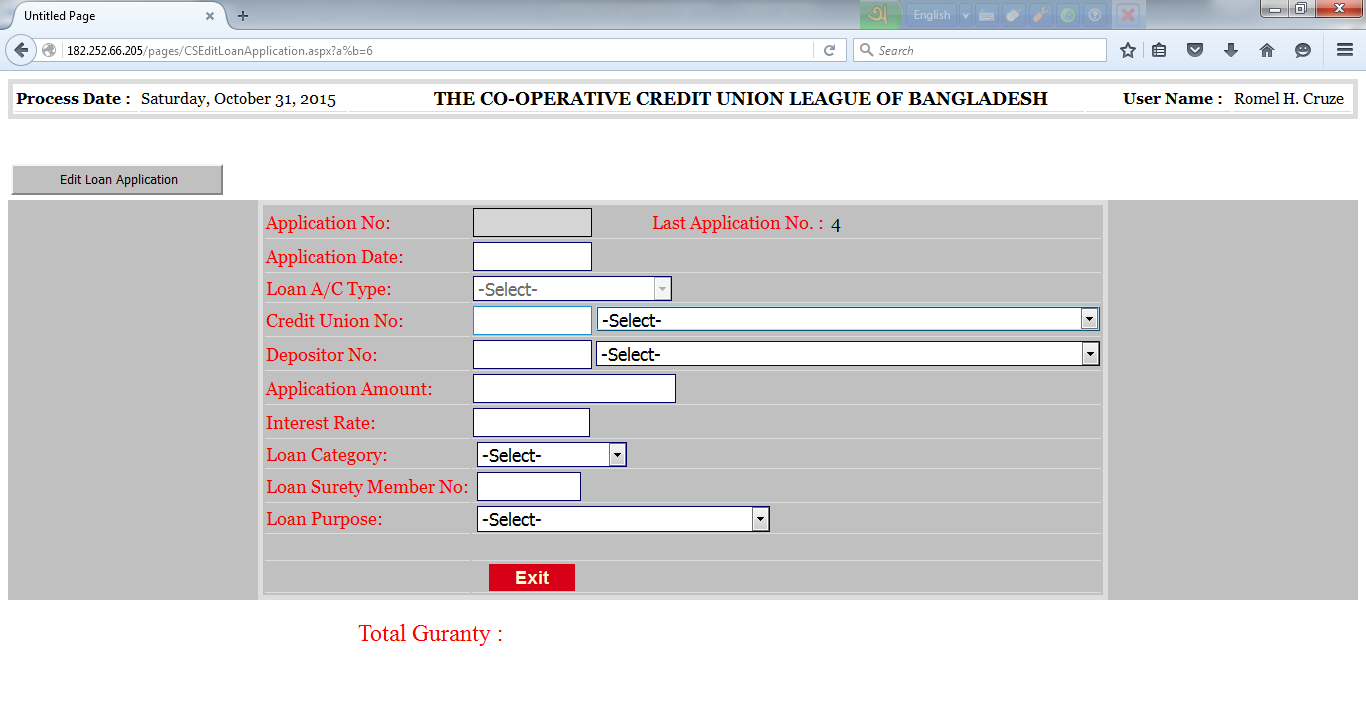 Untitled Page
অ English
182.252.66.205/pages/CSEditLoanApplication.aspx?a%b=6 Search
Process Date : Saturday, October 31, 2015 THE CO-OPERATIVE CREDIT UNION LEAGUE OF BANGLADESH User Name : Romel H. Cruze
Edit Loan Application
Application No: Last Application No. : 4
Application Date:
Loan A/C Type: -Select-
Credit Union No: -Select-
Depositor No: -Select-
Application Amount:
Interest Rate:
Loan Category: -Select-
Loan Surety Member No:
Loan Purpose: -Select-
Exit
Total Guranty :